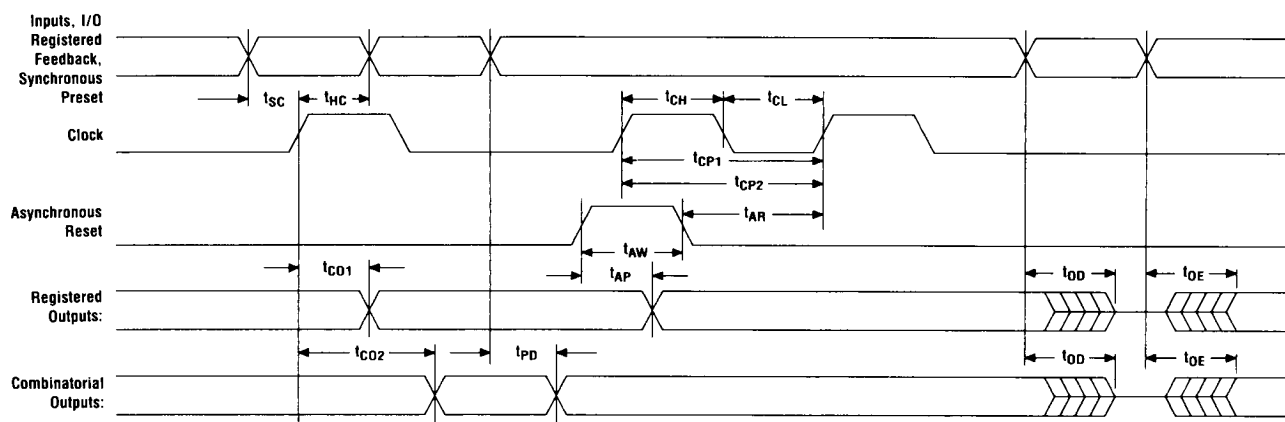 Inputs, I/O
Registered
Feedback,
Synchronous
Preset
tSC tHC tCH tCL
Clock
tCP1
tCP2
Asynchronous
Reset
tAR
tAW
tCO1 tAP tOD tOE
Registered
Outputs:
tCO2 tPD tOD tOE
Combinatorial
Outputs: